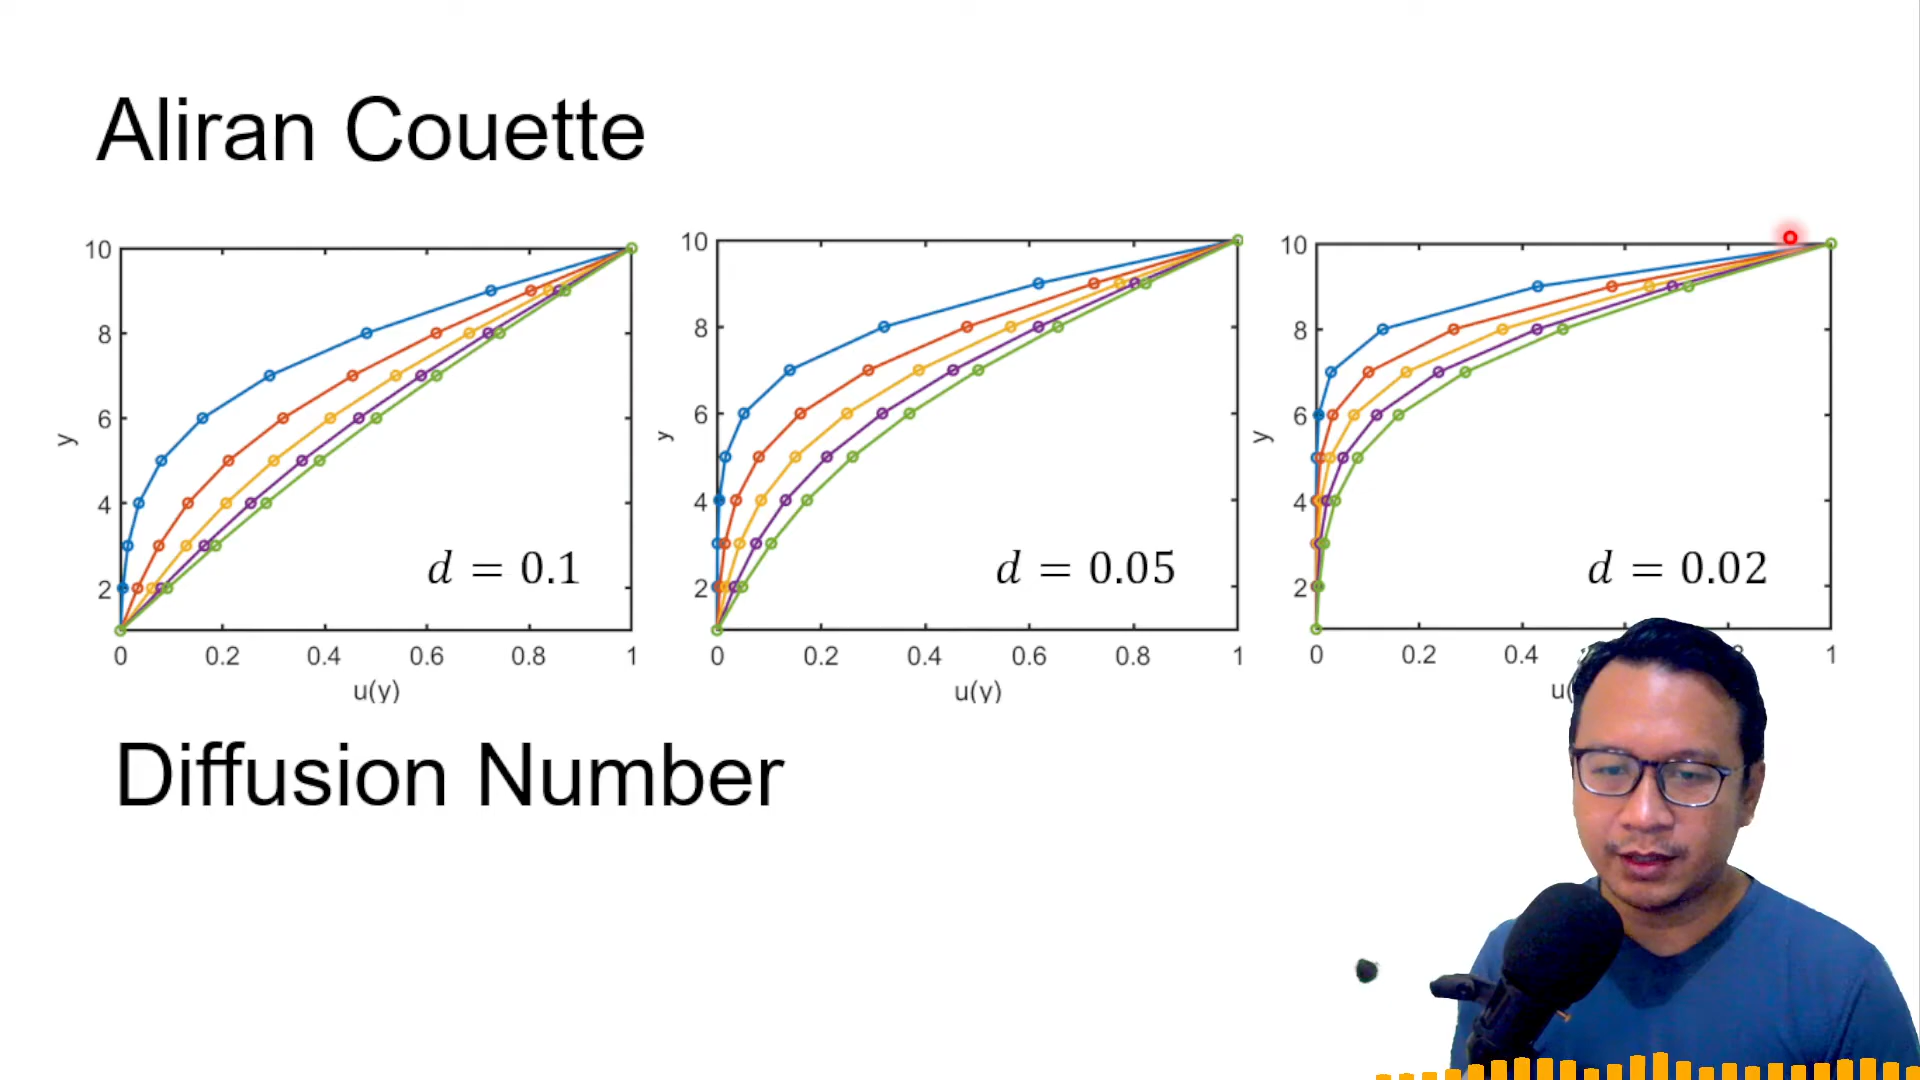 Aliran Couette
10
8
6
4
2
y
0 0.2 0.4 0.6 0.8 1
u(y)
d = 0.1
10
8
6
4
2
y
0 0.2 0.4 0.6 0.8 1
u(y)
d = 0.05
10
8
6
4
2
y
0 0.2 0.4 1
d = 0.02
Diffusion Number